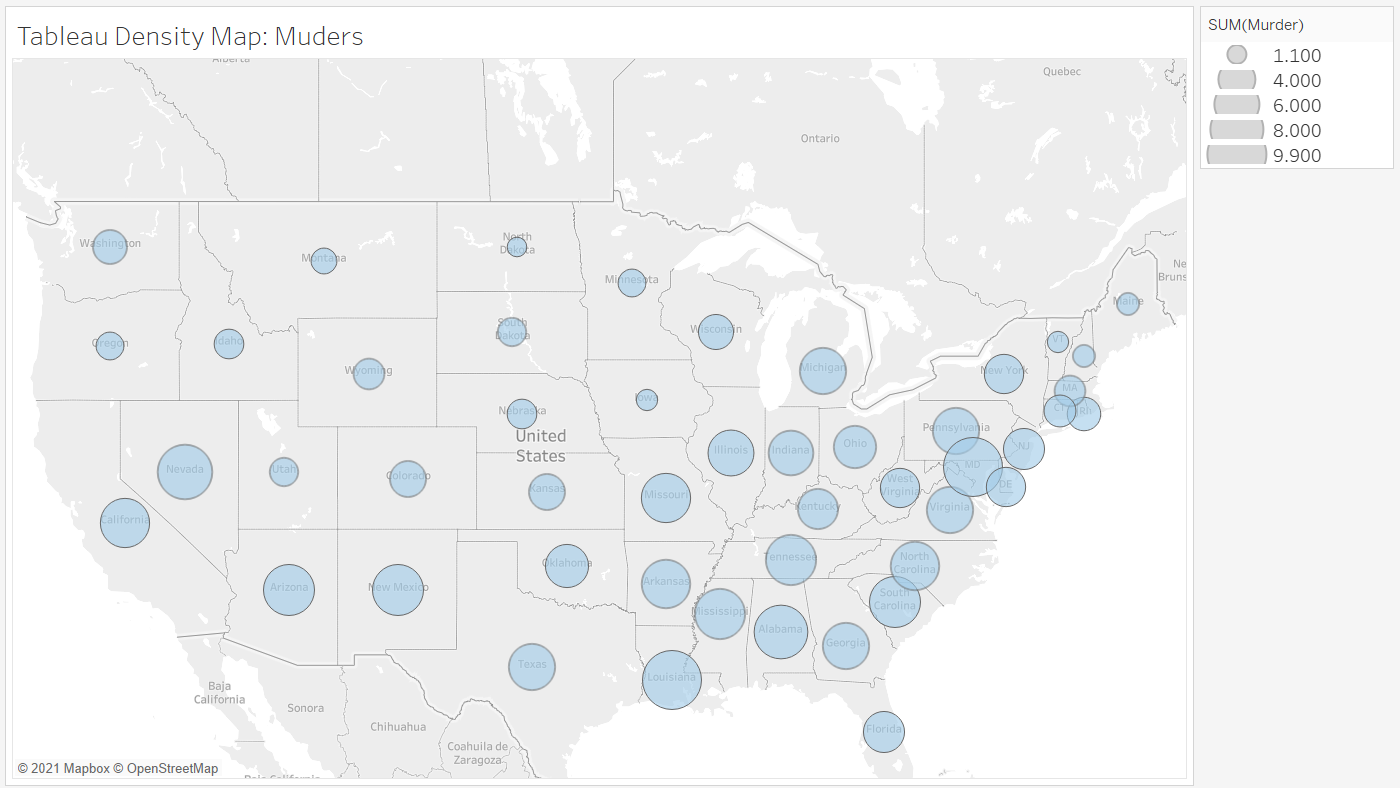 Tableau Density Map: Muders
SUM(Murder)
1.100
4.000
6.000
8.000
9.900
Alberta
Quebec
Ontario
Washington
Montana
North
Dakota
Minnesota
Ne
Bruns
Maine
Oregon
Idaho
South
Dakota
Wisconsin
VT
Wyoming
Michigan
New York
MA
Nebraska
Iowa
CT
RI
United
States
Pennsylvania
Nevada
Utah
Colorado
Illinois
Indiana
Ohio
NJ
MD
Kansas
Missouri
West
Virginia
DE
California
Kentucky
Virginia
Oklahoma
Tennessee
North
Carolina
Arizona
New Mexico
Arkansas
South
Carolina
Mississippi
Alabama
Georgia
Texas
Louisiana
Baja
California
Sonora
Chihuahua
Florida
Coahuila de
Zaragoza
© 2021 Mapbox © OpenStreetMap
Baja California